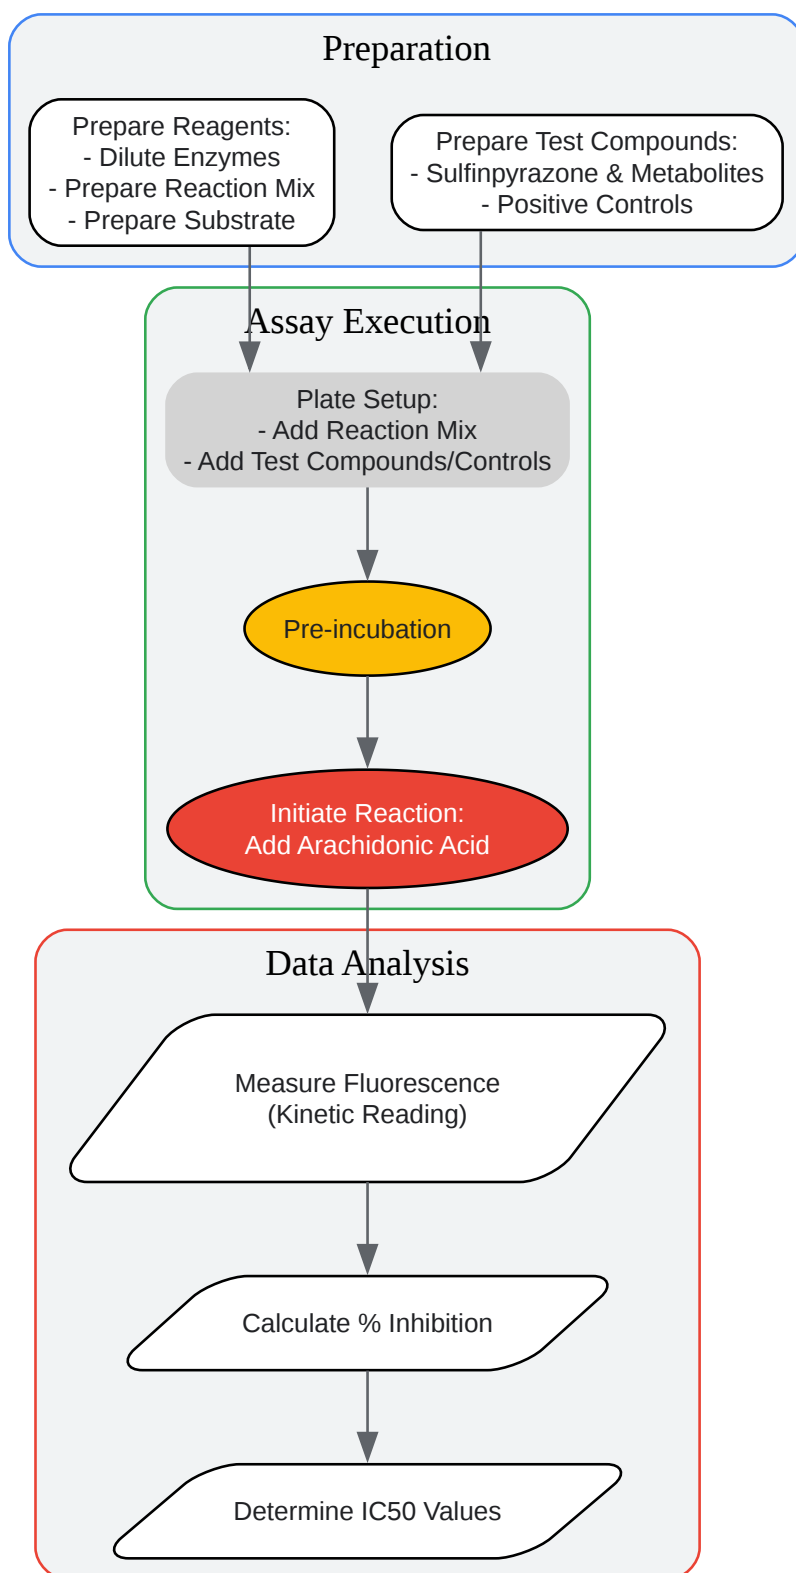 Preparation
Prepare Reagents:
- Dilute Enzymes
- Prepare Reaction Mix
- Prepare Substrate
Prepare Test Compounds:
- Sulfinpyrazone & Metabolites
- Positive Controls
Assay Execution
Plate Setup:
- Add Reaction Mix
- Add Test Compounds/Controls
Pre-incubation
Initiate Reaction:
Add Arachidonic Acid
Data Analysis
Measure Fluorescence
(Kinetic Reading)
Calculate % Inhibition
Determine IC50 Values